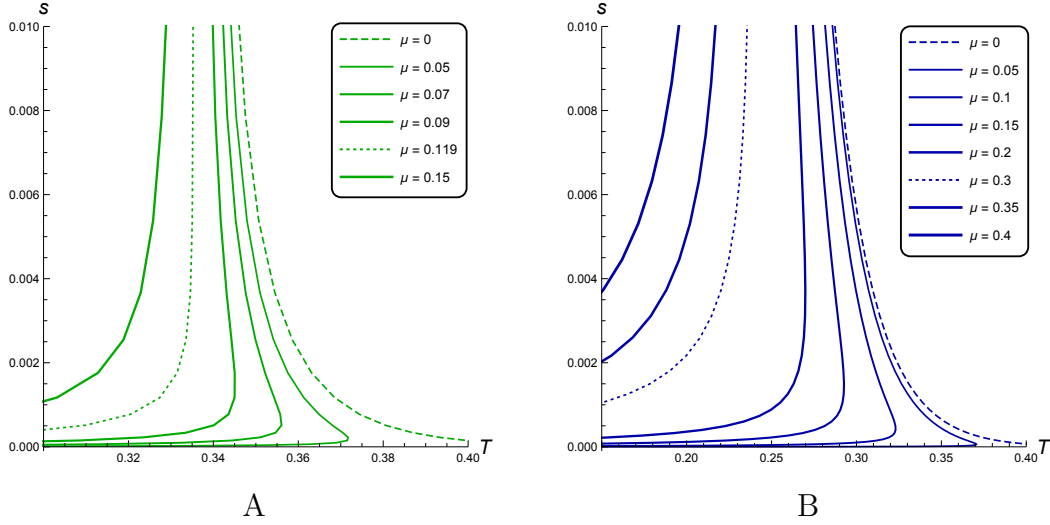 s
0.010
0.008
0.006
0.004
0.002
0.000
0.32
0.34
0.36
0.38
0.40
T
μ = 0
μ = 0.05
μ = 0.07
μ = 0.09
μ = 0.119
μ = 0.15
A
s
0.010
0.008
0.006
0.004
0.002
0.000
0.20
0.25
0.30
0.35
0.40
T
μ = 0
μ = 0.05
μ = 0.1
μ = 0.15
μ = 0.2
μ = 0.3
μ = 0.35
μ = 0.4
B